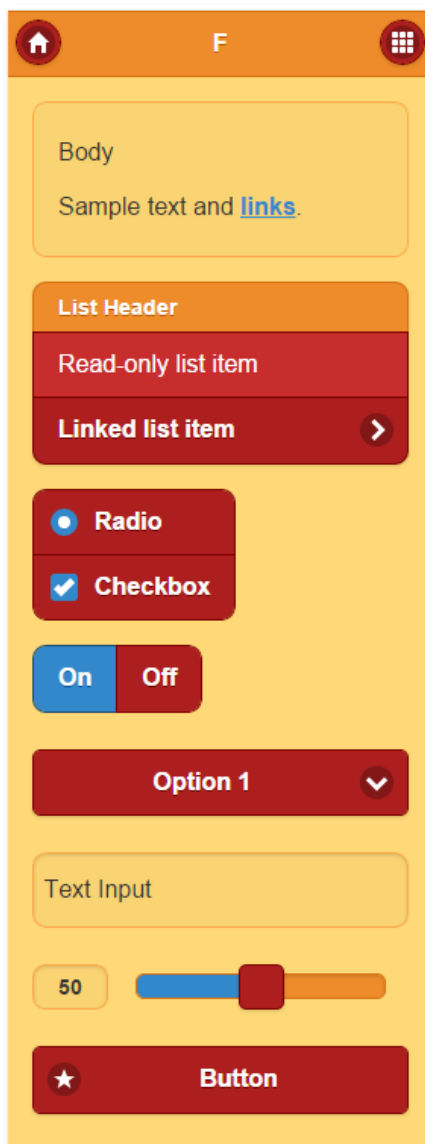 F
Body
Sample text and links.
List Header
Read-only list item
Linked list item
Radio
Checkbox
On Off
Option 1
Text Input
50
Button